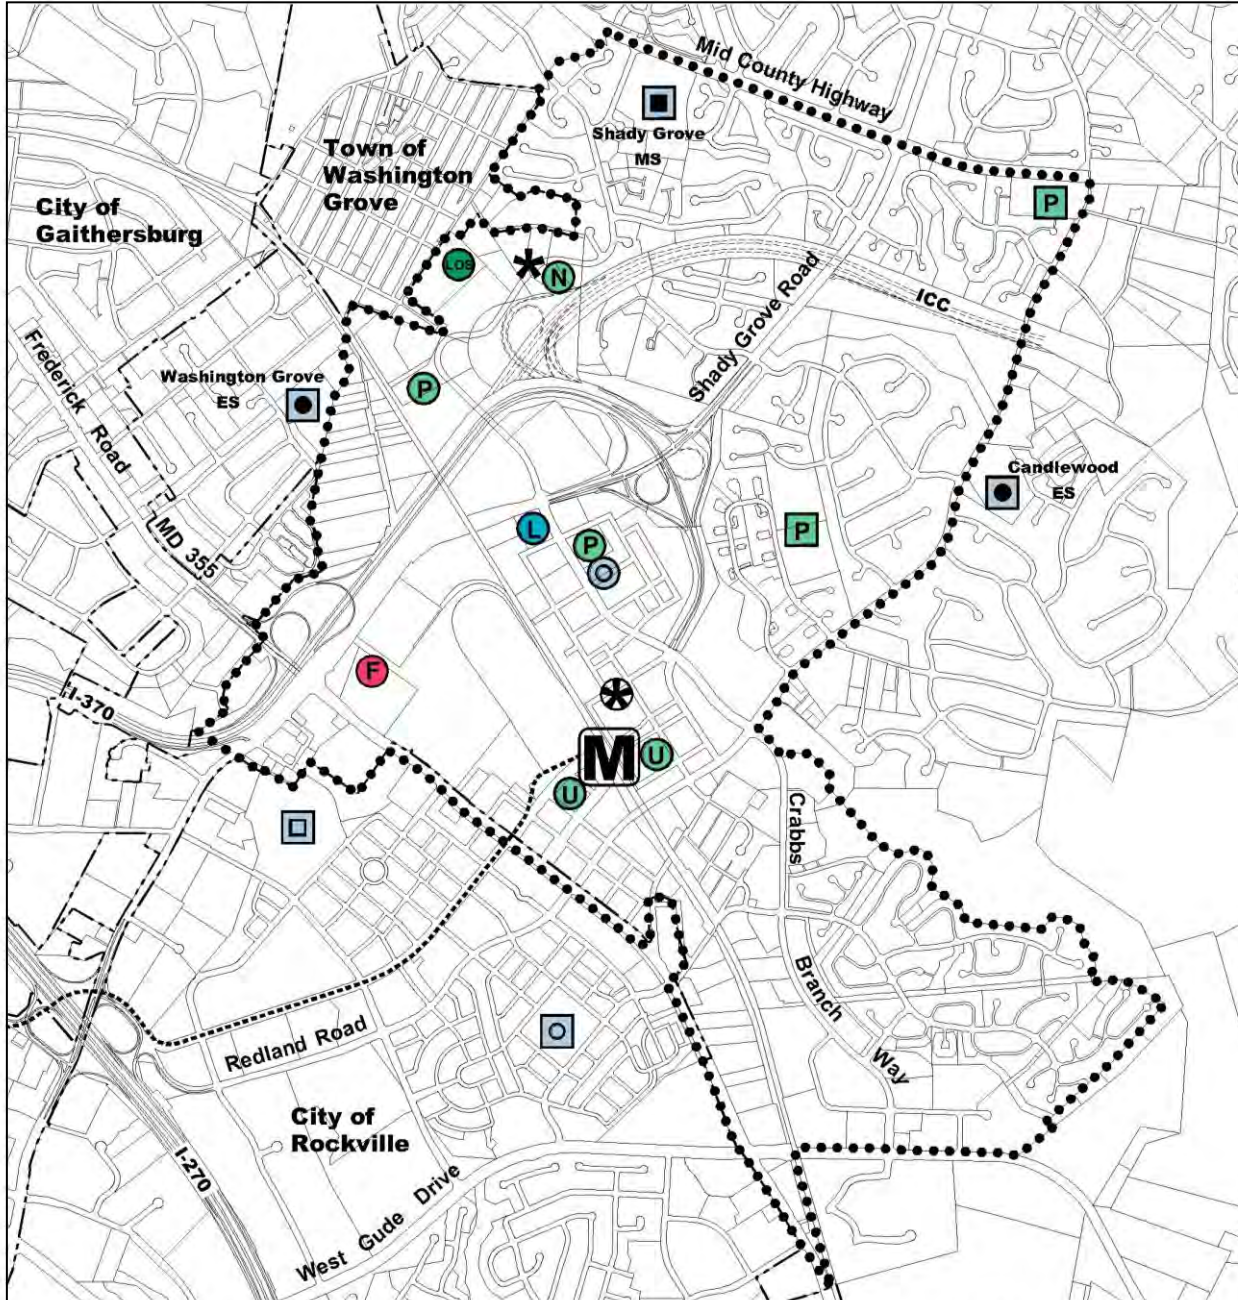 Mid County Highway
Shady Grove
MS
Town of
Washington
Grove
City of
Gaithersburg
P
LOS
*
N
ICC
Shady Grove Road
Frederick Road
Washington Grove
ES
P
Candlewood
ES
L
P
P
MD 355
F
I-370
*
M
U
U
Crabbs Branch Way
Redland Road
City of
Rockville
I-270
West Gude Drive